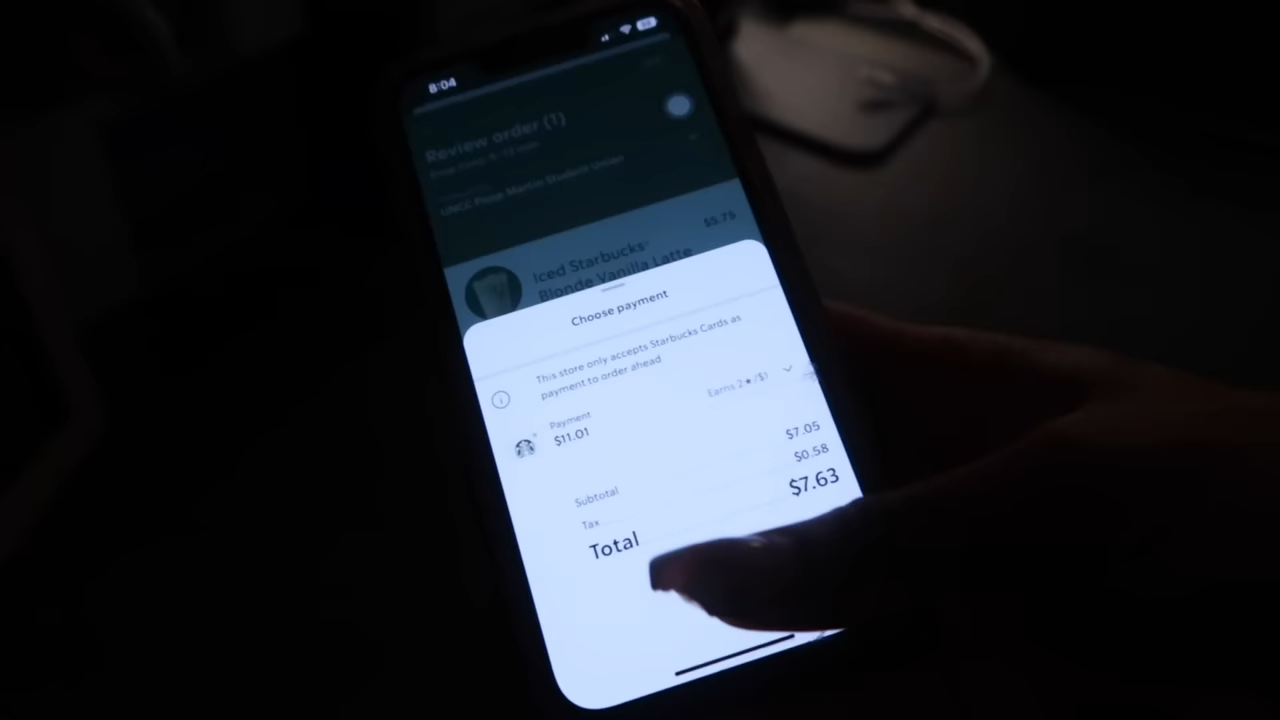 8:04
Review order (1)
UNCC Popp Martin Student Union
$5.75
Iced Starbucks®
Blonde Vanilla Latte
Choose payment
This store only accepts Starbucks Cards as
payment to order ahead
Payment
$11.01
Earns 2★/$1
Subtotal
$7.05
Tax
$0.58
Total
$7.63